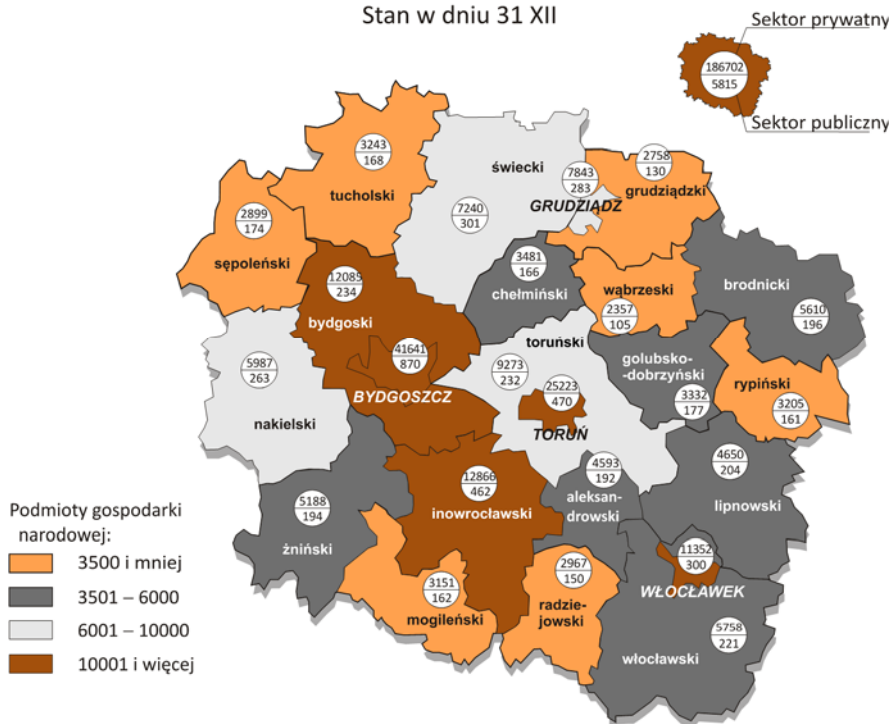 Stan w dniu 31 XII
Sektor prywatny
186702
5815
Sektor publiczny
3243
168
tucholski
świecki
7240
301
7843
283
GRUDZIĄDZ
2758
130
grudziądzki
2899
174
sępoleński
12085
234
bydgoski
3481
166
chełmiński
wąbrzeski
2357
105
brodnicki
5610
196
5987
263
nakielski
41641
870
BYDGOSZCZ
toruński
9273
232
25223
470
TORUŃ
golubsko-
-dobrzyński
3332
177
rypiński
3205
161
5188
194
żniński
12866
462
inowrocławski
4593
192
aleksan-
drowski
4650
204
lipnowski
3151
162
mogileński
2967
150
radzie-
jowski
11352
300
WŁOCŁAWEK
5758
221
włocławski
Podmioty gospodarki
narodowej:
3500 i mniej
3501 – 6000
6001 – 10000
10001 i więcej